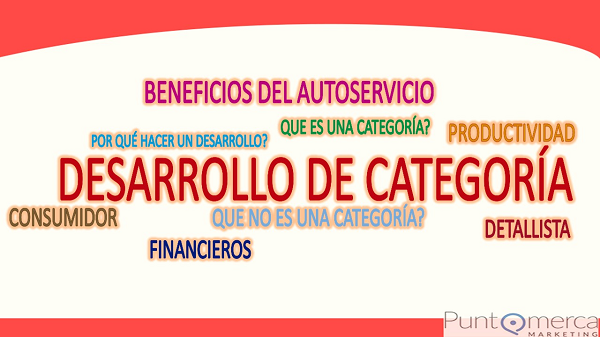 BENEFICIOS DEL AUTOSERVICIO
QUE ES UNA CATEGORÍA?
PRODUCTIVIDAD
POR QUÉ HACER UN DESARROLLO?
DESARROLLO DE CATEGORÍA
CONSUMIDOR
QUE NO ES UNA CATEGORÍA?
DETALLISTA
FINANCIEROS
Puntomerca
MARKETING